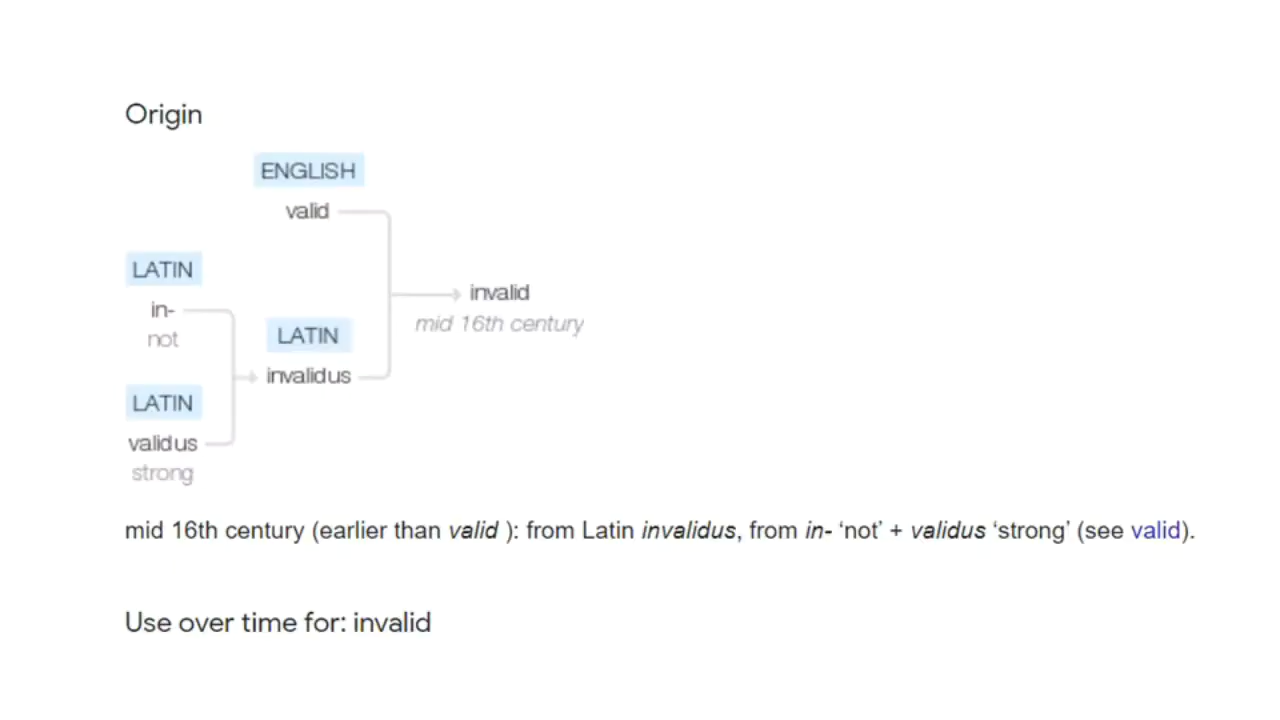 Origin
ENGLISH
valid
LATIN
in-
not
invalid
mid 16th century
LATIN
invalidus
LATIN
validus
strong
mid 16th century (earlier than valid ): from Latin invalidus, from in- ‘not’ + validus ‘strong’ (see valid).
Use over time for: invalid